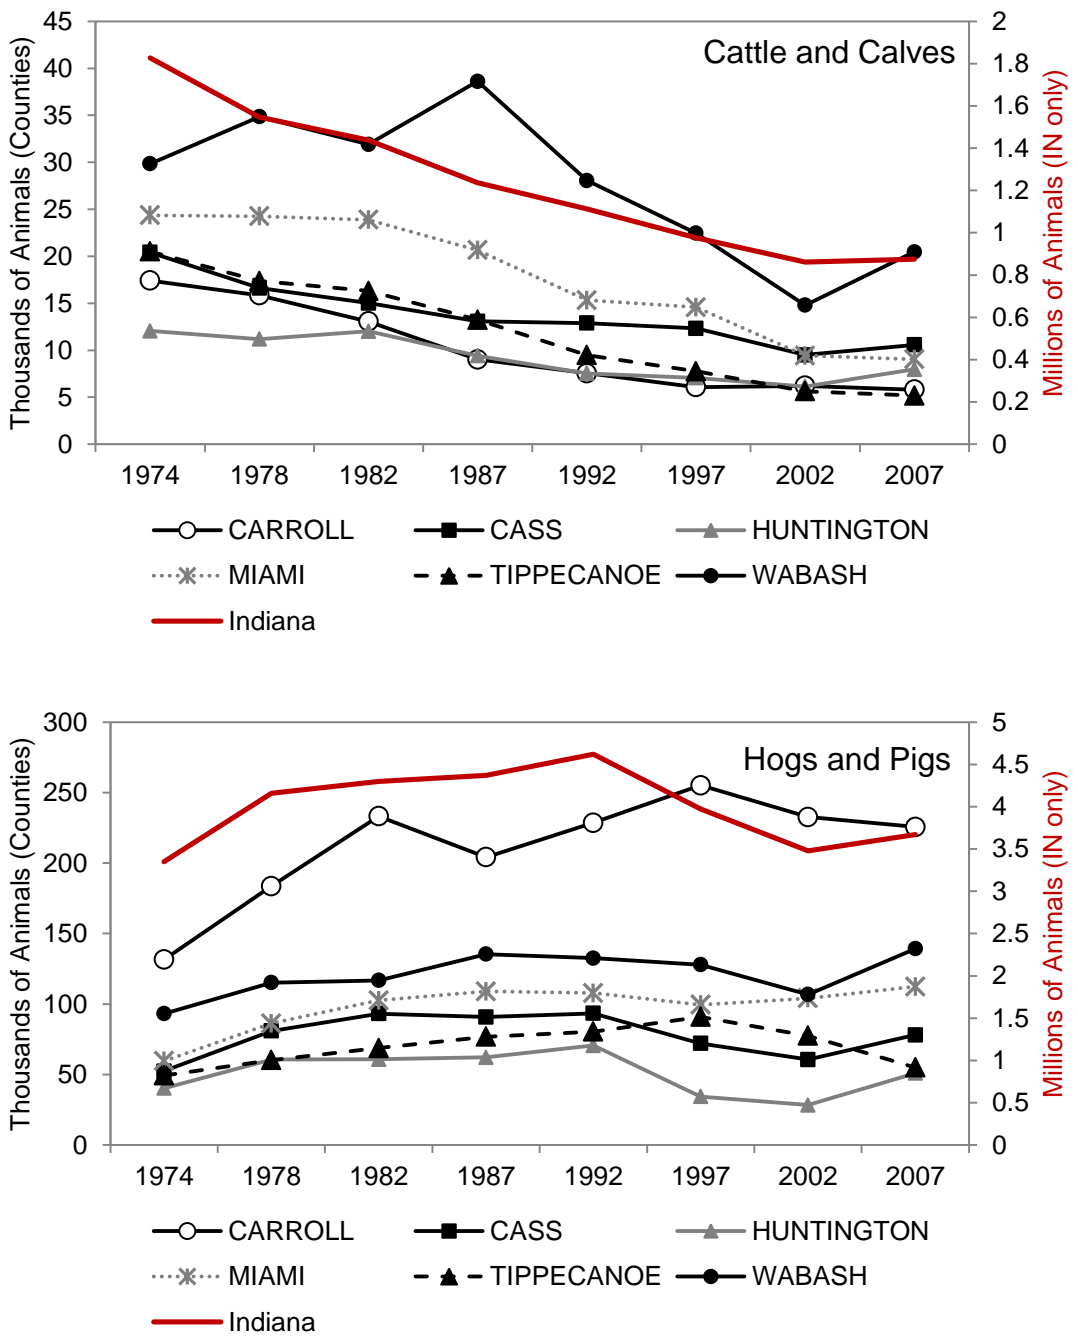 Cattle and Calves
Thousands of Animals (Counties)
45
40
35
30
25
20
15
10
5
0
2
1.8
1.6
1.4
1.2
1
0.8
0.6
0.4
0.2
0
Millions of Animals (IN only)
1974 1978 1982 1987 1992 1997 2002 2007
CARROLL CASS HUNTINGTON
MIAMI TIPPECANOE WABASH
Indiana
Hogs and Pigs
Thousands of Animals (Counties)
300
250
200
150
100
50
0
5
4.5
4
3.5
3
2.5
2
1.5
1
0.5
0
Millions of Animals (IN only)
1974 1978 1982 1987 1992 1997 2002 2007
CARROLL CASS HUNTINGTON
MIAMI TIPPECANOE WABASH
Indiana